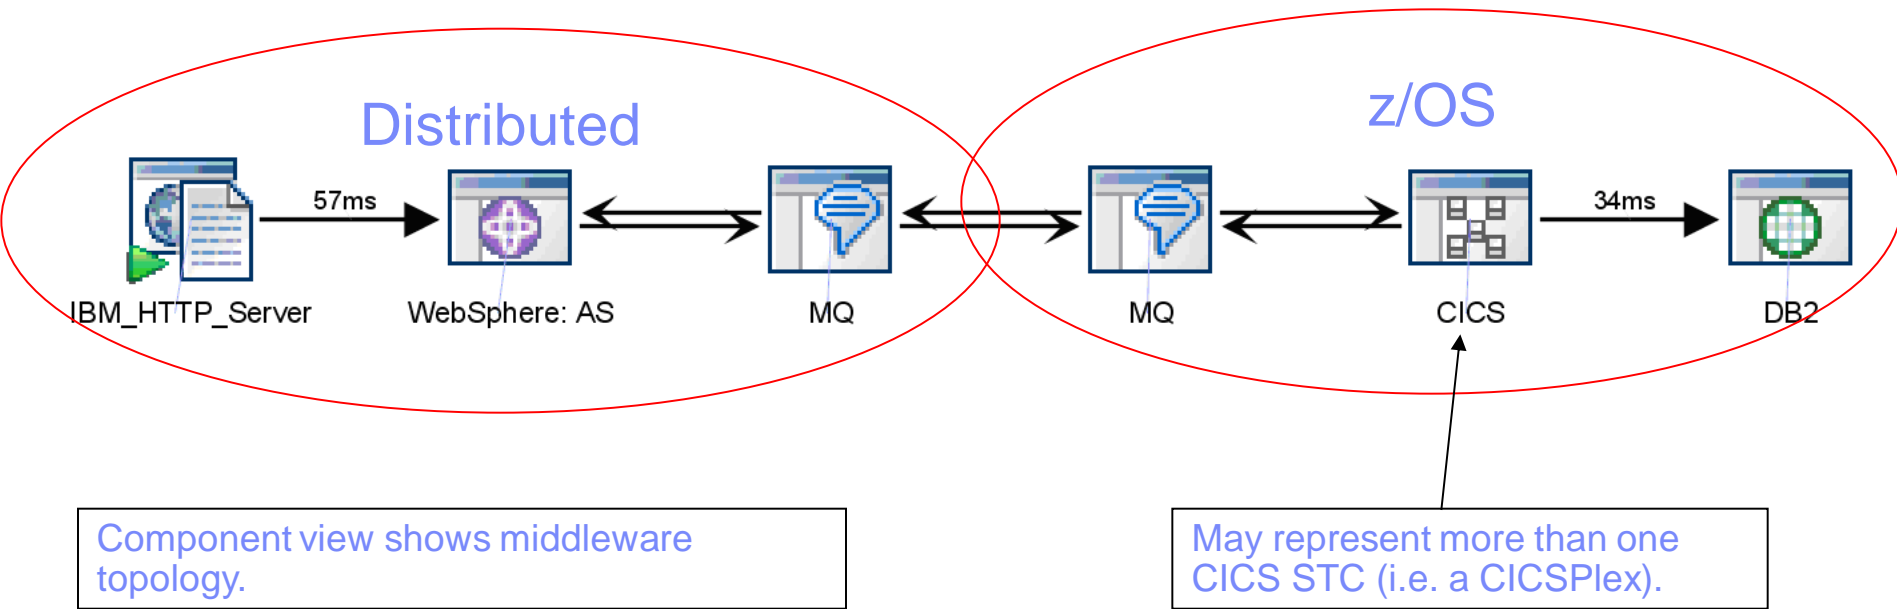 Distributed
z/OS
57ms
34ms
IBM_HTTP_Server
WebSphere: AS
MQ
MQ
CICS
DB2
Component view shows middleware
topology.
May represent more than one
CICS STC (i.e. a CICSPlex).